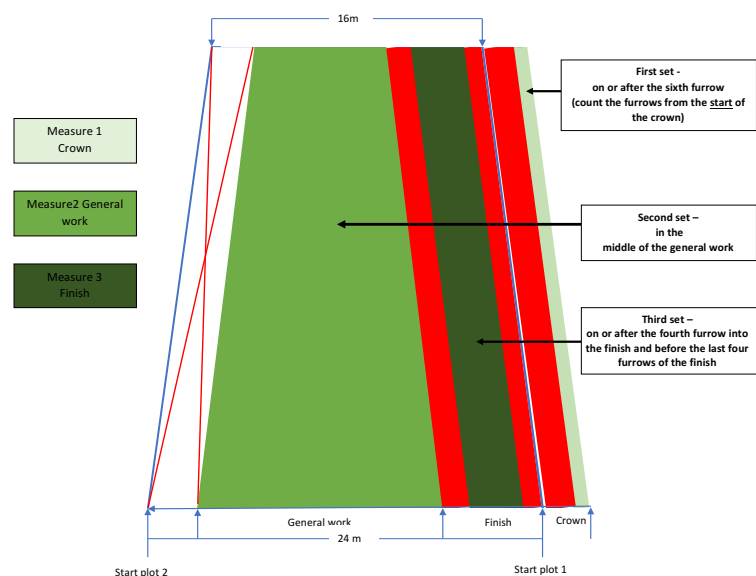 16m
First set -
on or after the sixth furrow
(count the furrows from the start of
the crown)
Measure 1
Crown
Measure2 General
work
Second set –
in the
middle of the general work
Measure 3
Finish
Third set –
on or after the fourth furrow into
the finish and before the last four
furrows of the finish
General work
Finish
Crown
24 m
Start plot 2
Start plot 1